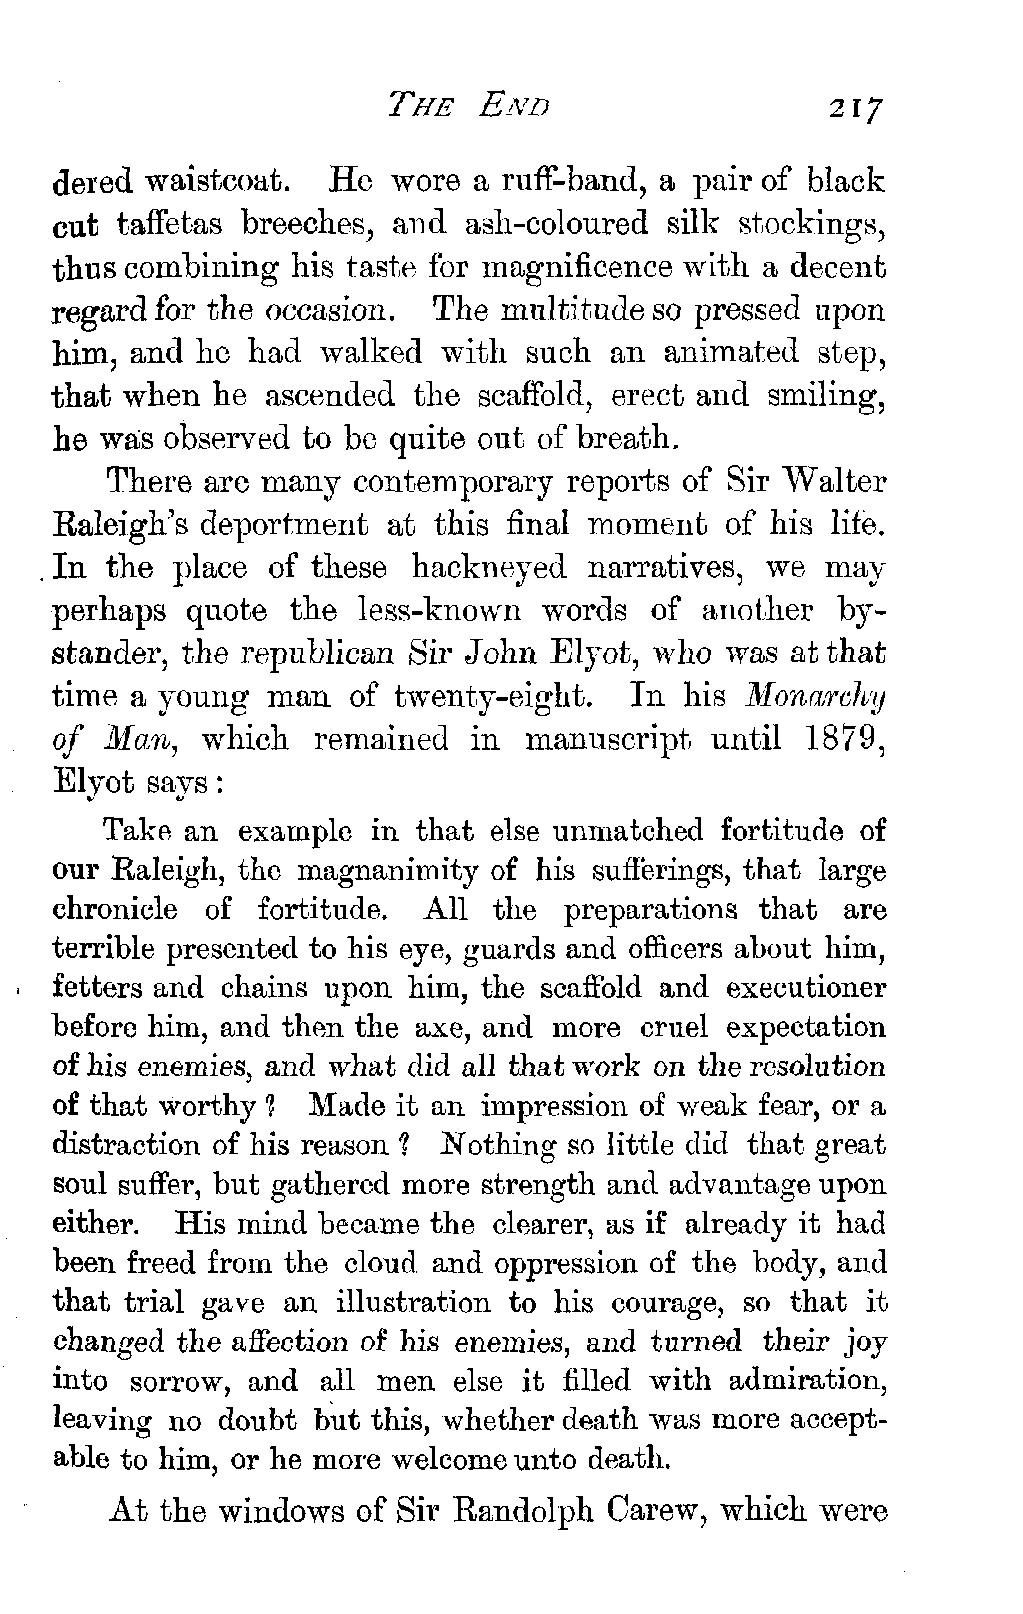 THE END 217
dered waistcoat. He wore a ruff-band, a pair of black
cut taffetas breeches, and ash-coloured silk stockings,
thus combining his taste for magnificence with a decent
regard for the occasion. The multitude so pressed upon
him, and he had walked with such an animated step,
that when he ascended the scaffold, erect and smiling,
he was observed to be quite out of breath.
There are many contemporary reports of Sir Walter
Raleigh's deportment at this final moment of his life.
In the place of these hackneyed narratives, we may
perhaps quote the less-known words of another by-
stander, the republican Sir John Elyot, who was at that
time a young man of twenty-eight. In his Monarchy
of Man, which remained in manuscript until 1879,
Elyot says:
Take an example in that else unmatched fortitude of
our Raleigh, the magnanimity of his sufferings, that large
chronicle of fortitude. All the preparations that are
terrible presented to his eye, guards and officers about him,
fetters and chains upon him, the scaffold and executioner
before him, and then the axe, and more cruel expectation
of his enemies, and what did all that work on the resolution
of that worthy? Made it an impression of weak fear, or a
distraction of his reason? Nothing so little did that great
soul suffer, but gathered more strength and advantage upon
either. His mind became the clearer, as if already it had
been freed from the cloud and oppression of the body, and
that trial gave an illustration to his courage, so that it
changed the affection of his enemies, and turned their joy
into sorrow, and all men else it filled with admiration,
leaving no doubt but this, whether death was more accept-
able to him, or he more welcome unto death.
At the windows of Sir Randolph Carew, which were